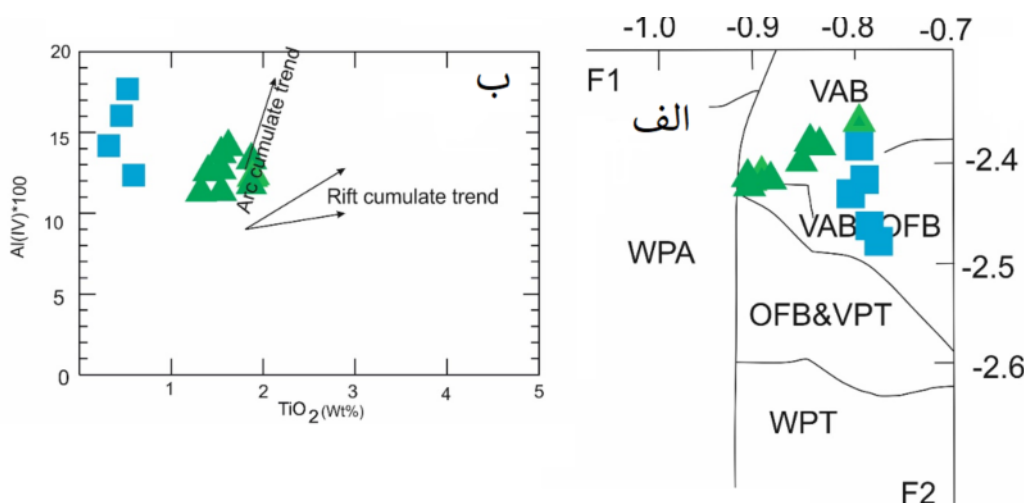 20
15
10
5
0
Al(IV)*100
1
2
3
4
5
TiO2(Wt%)
Arc cumulate trend
Rift cumulate trend
ب
-1.0
-0.9
-0.8
-0.7
F1
VAB
الف
-2.4
VAB OFB
WPA
-2.5
OFB&VPT
-2.6
WPT
F2